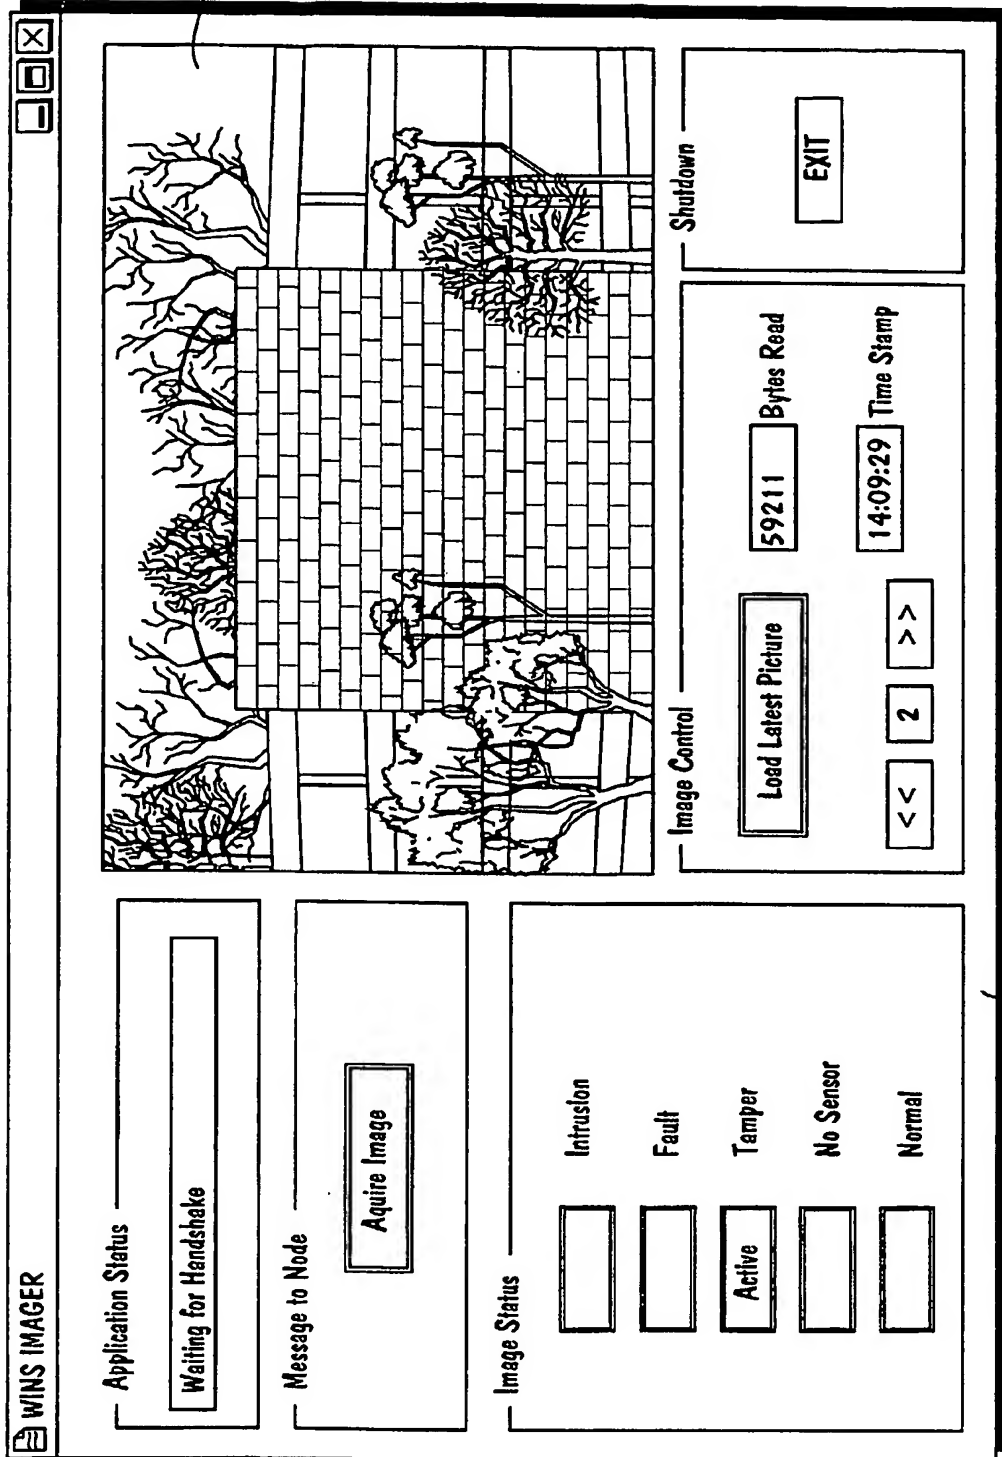 WINS IMAGER
Application Status
Waiting for Handshake
Message to Node
Aquire Image
Image Status
Intrusion
Fault
Active Tamper
No Sensor
Normal
Image Control
Load Latest Picture
59211 Bytes Read
<< 2 >>
14:09:29 Time Stamp
Shutdown
EXIT